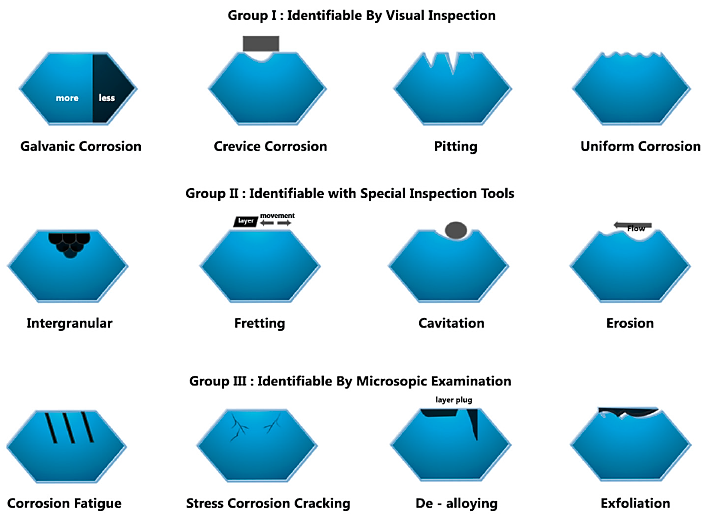 Group I : Identifiable By Visual Inspection
more less
Galvanic Corrosion Crevice Corrosion Pitting Uniform Corrosion
Group II : Identifiable with Special Inspection Tools
layer movement Flow
Intergranular Fretting Cavitation Erosion
Group III : Identifiable By Microsopic Examination
layer plug
Corrosion Fatigue Stress Corrosion Cracking De - alloying Exfoliation